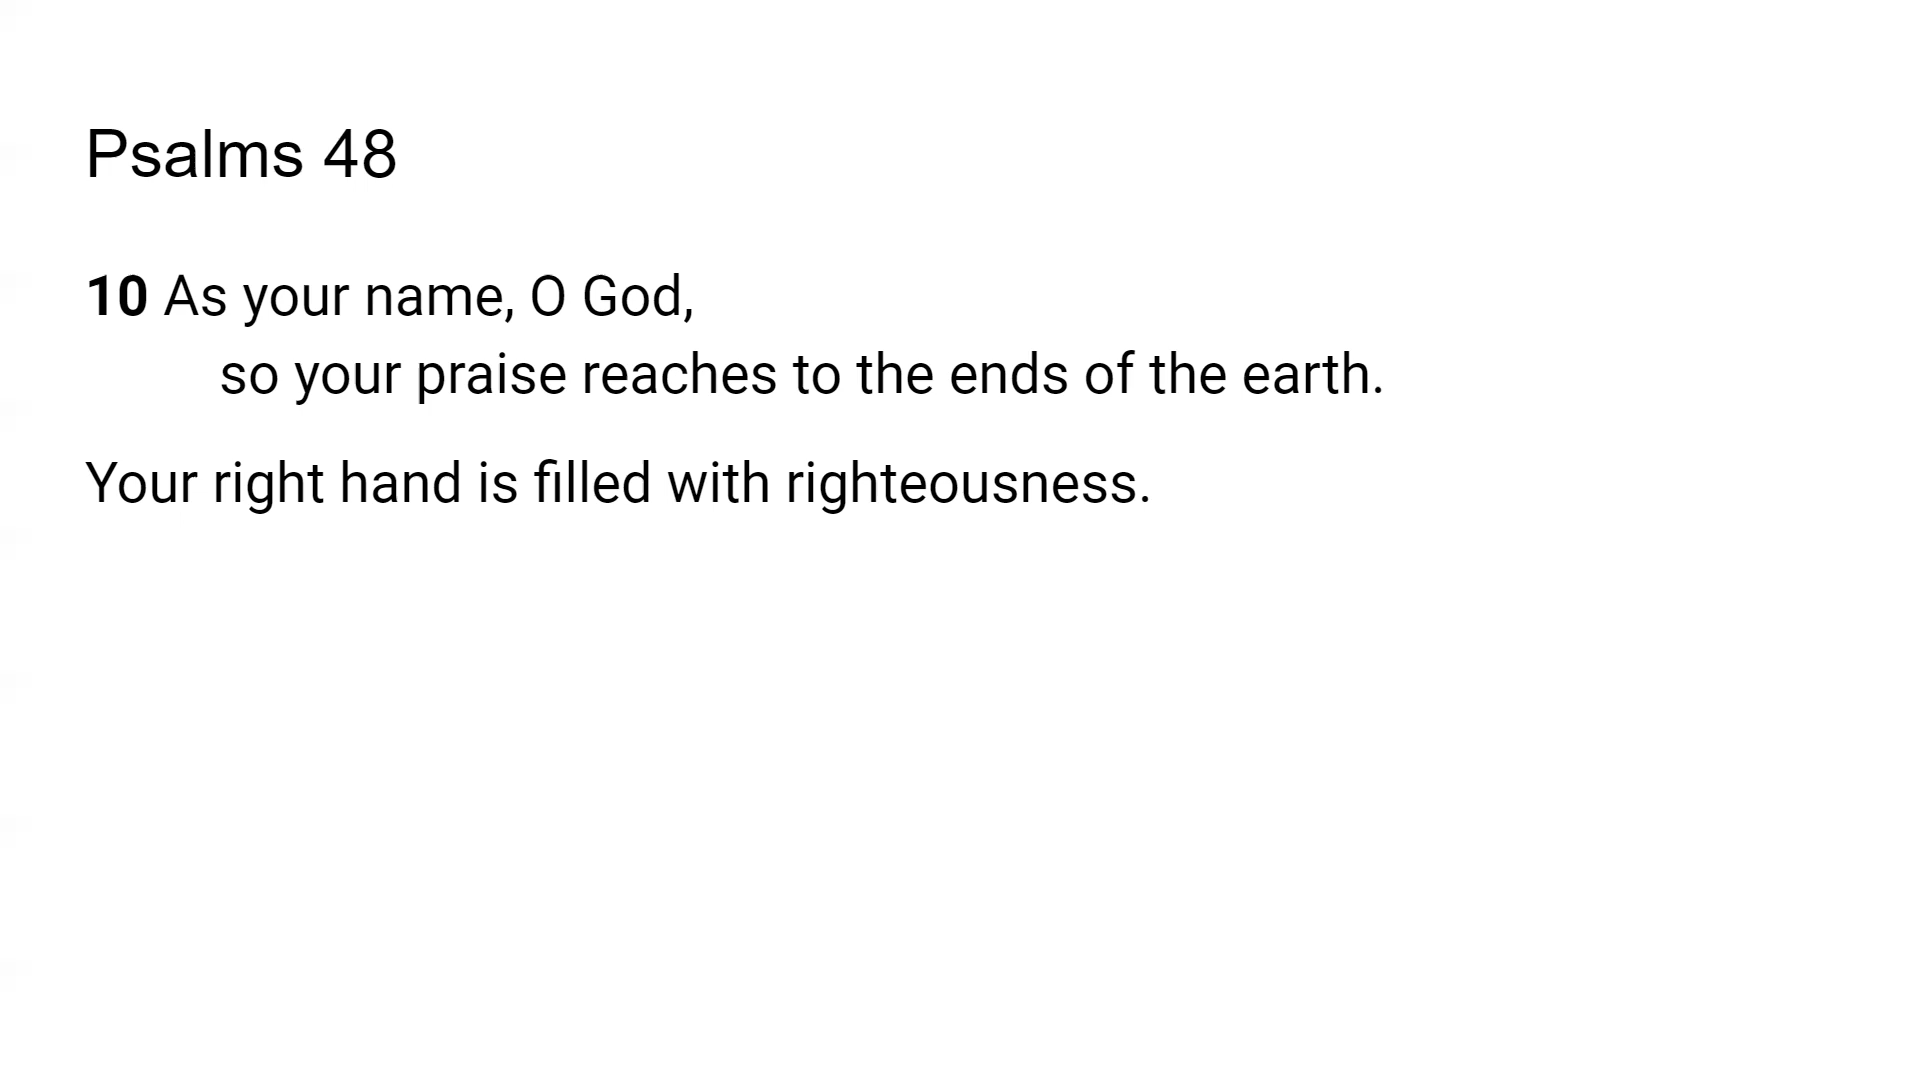 Psalms 48
10 As your name, O God,
so your praise reaches to the ends of the earth.
Your right hand is filled with righteousness.